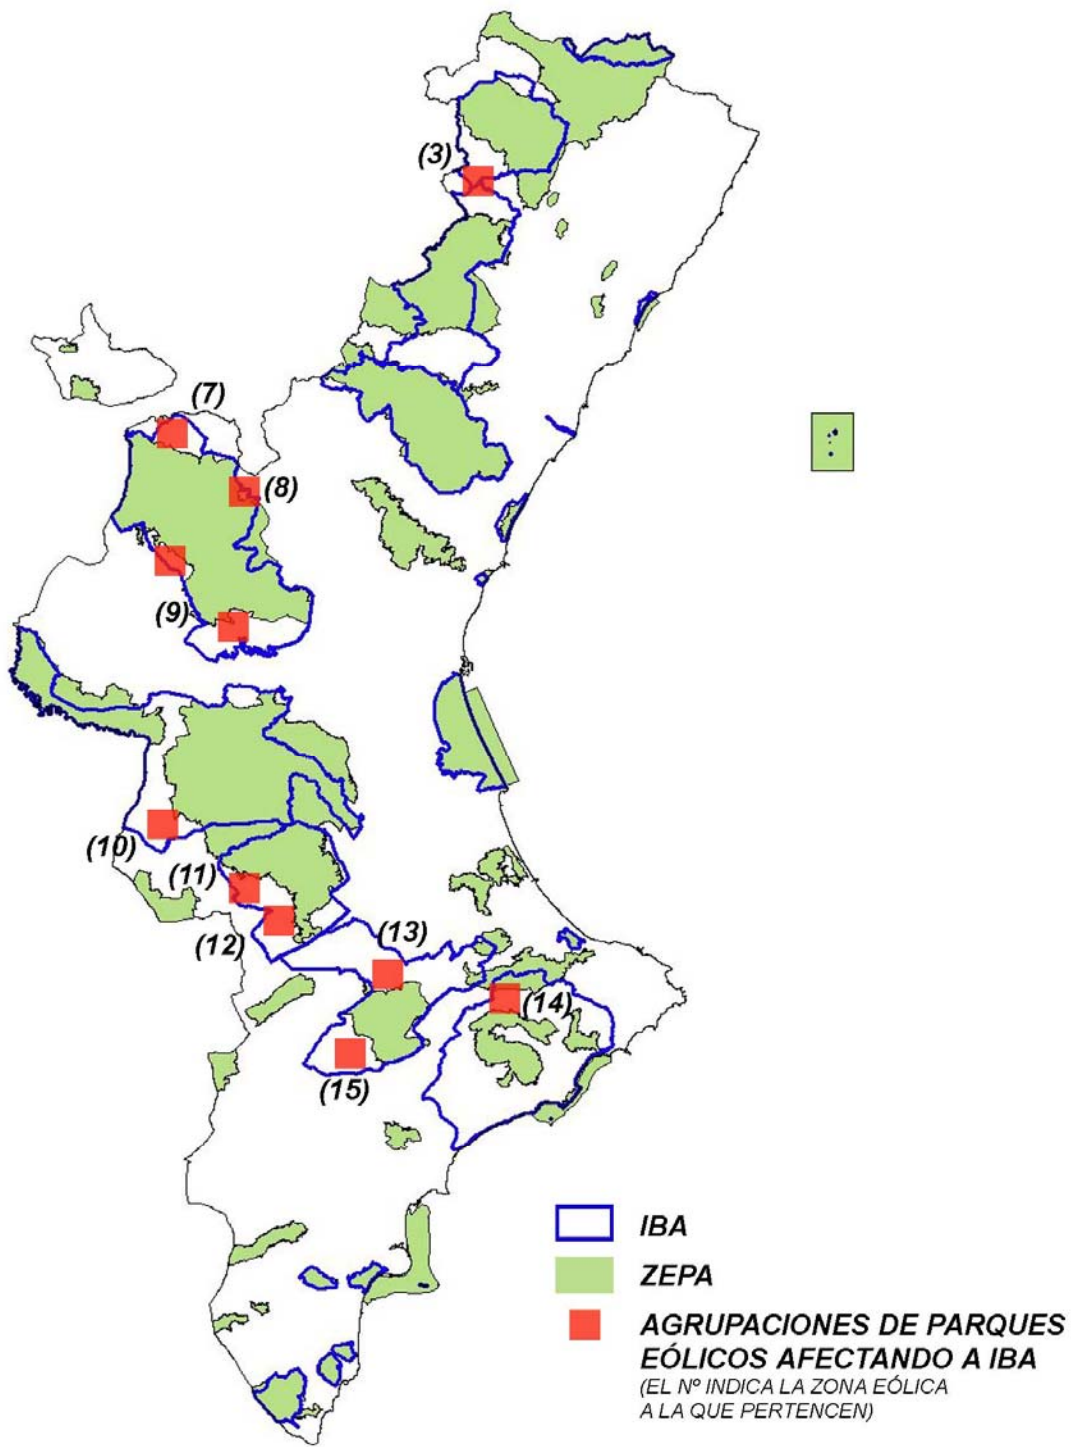 (3)
(7)
(8)
(9)
(10)
(11)
(12)
(13)
(14)
(15)
IBA
ZEPA
AGRUPACIONES DE PARQUES
EÓLICOS AFECTANDO A IBA
(EL Nº INDICA LA ZONA EÓLICA
A LA QUE PERTENCEN)